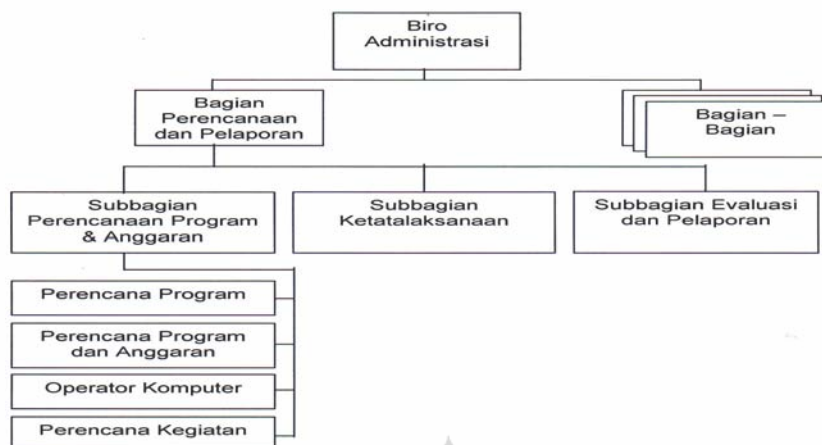 Biro
Administrasi
Bagian
Perencanaan
dan Pelaporan
Bagian –
Bagian
Subbagian
Perencanaan Program
& Anggaran
Subbagian
Ketatalaksanaan
Subbagian Evaluasi
dan Pelaporan
Perencana Program
Perencana Program
dan Anggaran
Operator Komputer
Perencana Kegiatan